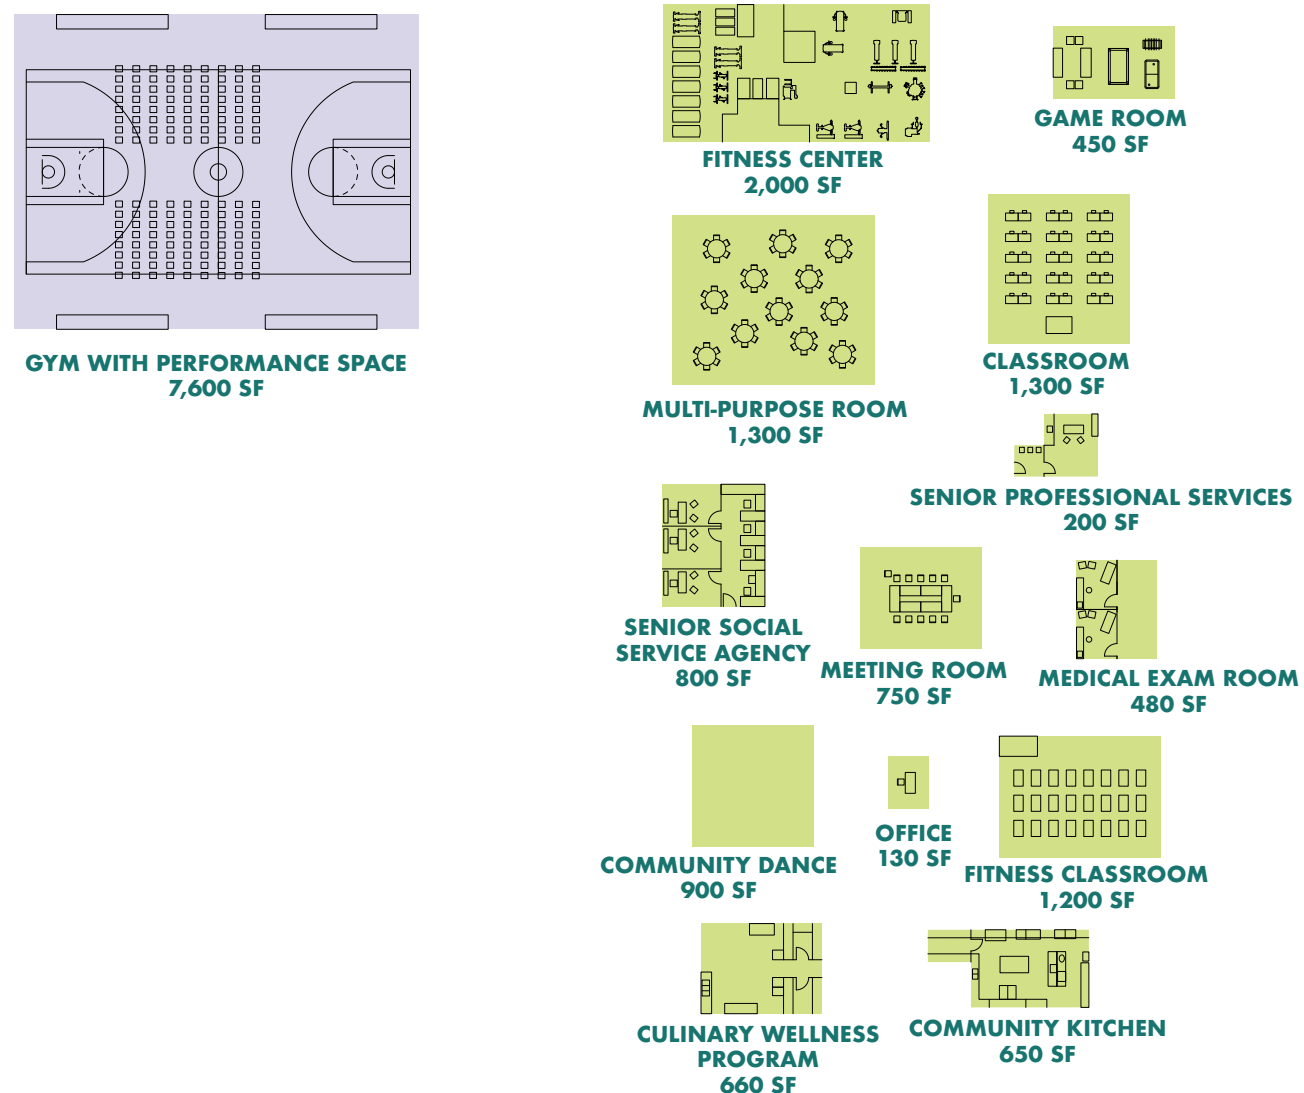 GYM WITH PERFORMANCE SPACE
7,600 SF
FITNESS CENTER
2,000 SF
GAME ROOM
450 SF
MULTI-PURPOSE ROOM
1,300 SF
CLASSROOM
1,300 SF
SENIOR PROFESSIONAL SERVICES
200 SF
SENIOR SOCIAL
SERVICE AGENCY
800 SF
MEETING ROOM
750 SF
MEDICAL EXAM ROOM
480 SF
COMMUNITY DANCE
900 SF
OFFICE
130 SF
FITNESS CLASSROOM
1,200 SF
CULINARY WELLNESS
PROGRAM
660 SF
COMMUNITY KITCHEN
650 SF